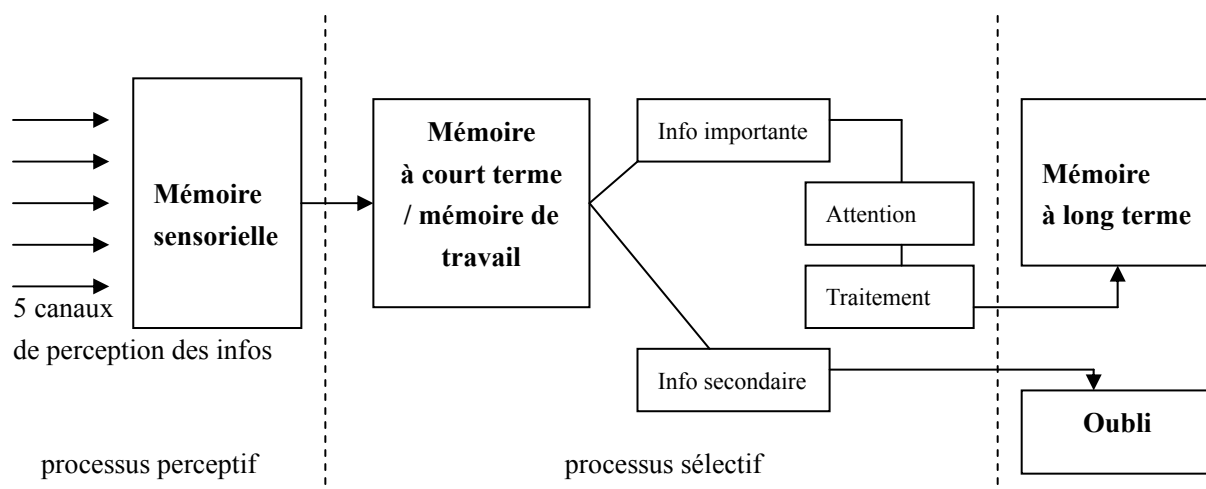 5 canaux
de perception des infos
Mémoire
sensorielle
processus perceptif
Mémoire
à court terme
/ mémoire de
travail
Info importante
Attention
Traitement
Info secondaire
processus sélectif
Mémoire
à long terme
Oubli